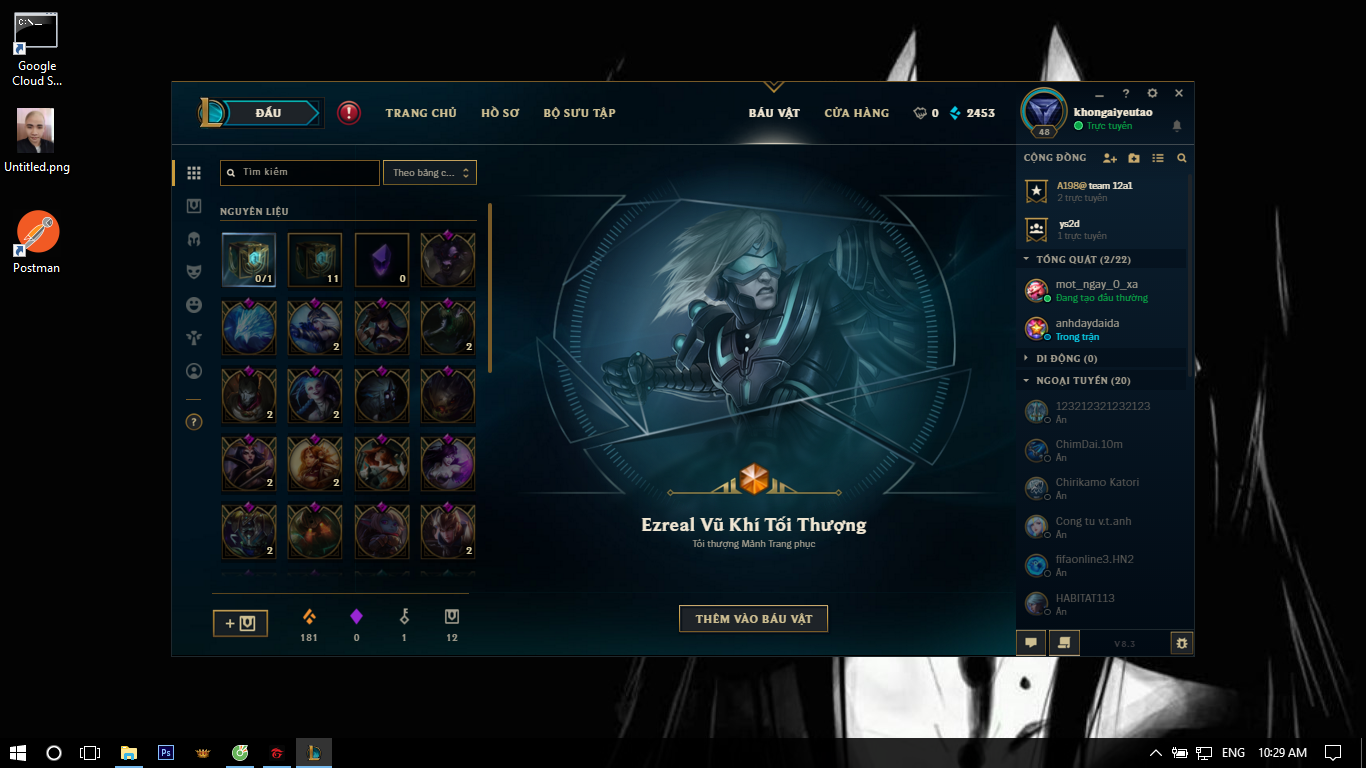 Google
Cloud S...
Untitled.png
Postman
ĐẤU
TRANG CHỦ
HỒ SƠ
BỘ SƯU TẬP
BÁU VẬT
CỬA HÀNG
0
2453
48
khongaiyeutao
Trực tuyến
Tìm kiếm
Theo bảng c...
NGUYÊN LIỆU
0/1
11
0
2
2
2
2
2
2
2
2
2
2
Ezreal Vũ Khí Tối Thượng
Tối thượng Mảnh Trang phục
THÊM VÀO BÁU VẬT
181
0
1
12
CỘNG ĐỒNG
A198@ team 12a1
2 trực tuyến
ys2d
1 trực tuyến
TỔNG QUÁT (2/22)
mot_ngay_0_xa
Đang tạo đấu thường
anhdaydaida
Trong trận
DI ĐỘNG (0)
NGOẠI TUYẾN (20)
123212321232123
Ẩn
ChimDai.10m
Ẩn
Chirikamo Katori
Ẩn
Cong tu v.t.anh
Ẩn
fifaonline3.HN2
Ẩn
HABITAT113
Ẩn
V8.3
ENG
10:29 AM